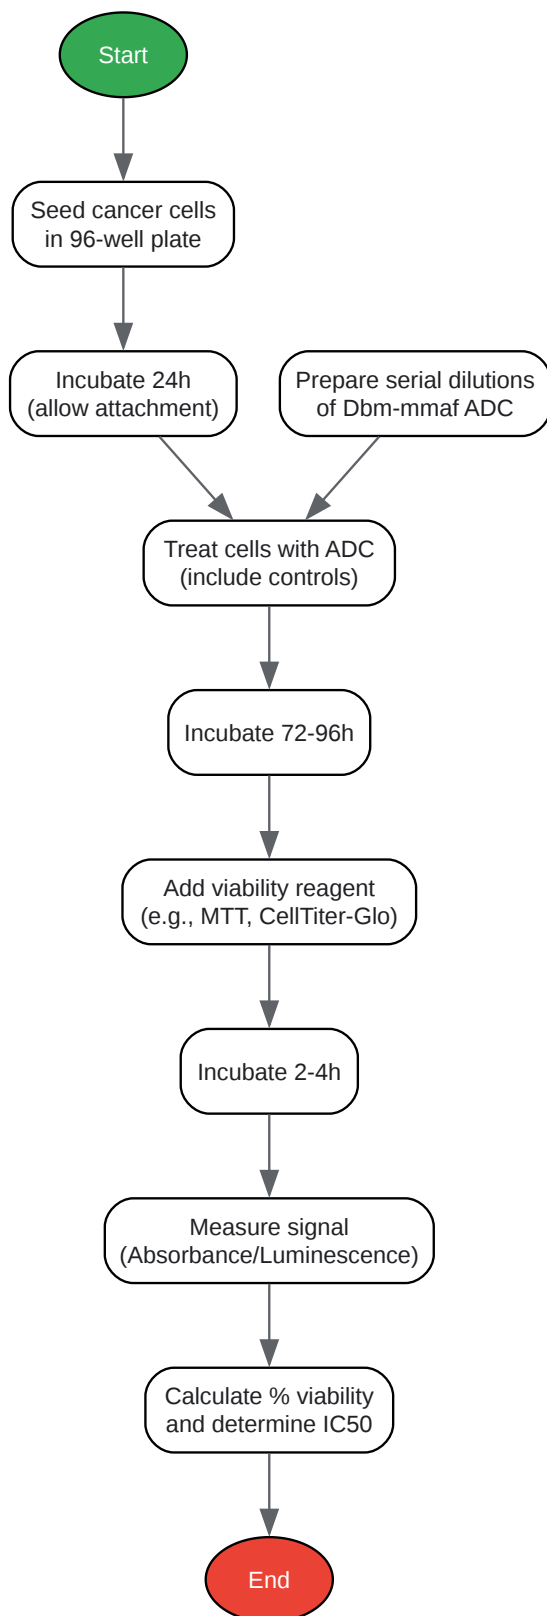 Start
Seed cancer cells
in 96-well plate
Incubate 24h
(allow attachment)
Prepare serial dilutions
of Dbm-mmaf ADC
Treat cells with ADC
(include controls)
Incubate 72-96h
Add viability reagent
(e.g., MTT, CellTiter-Glo)
Incubate 2-4h
Measure signal
(Absorbance/Luminescence)
Calculate % viability
and determine IC50
End